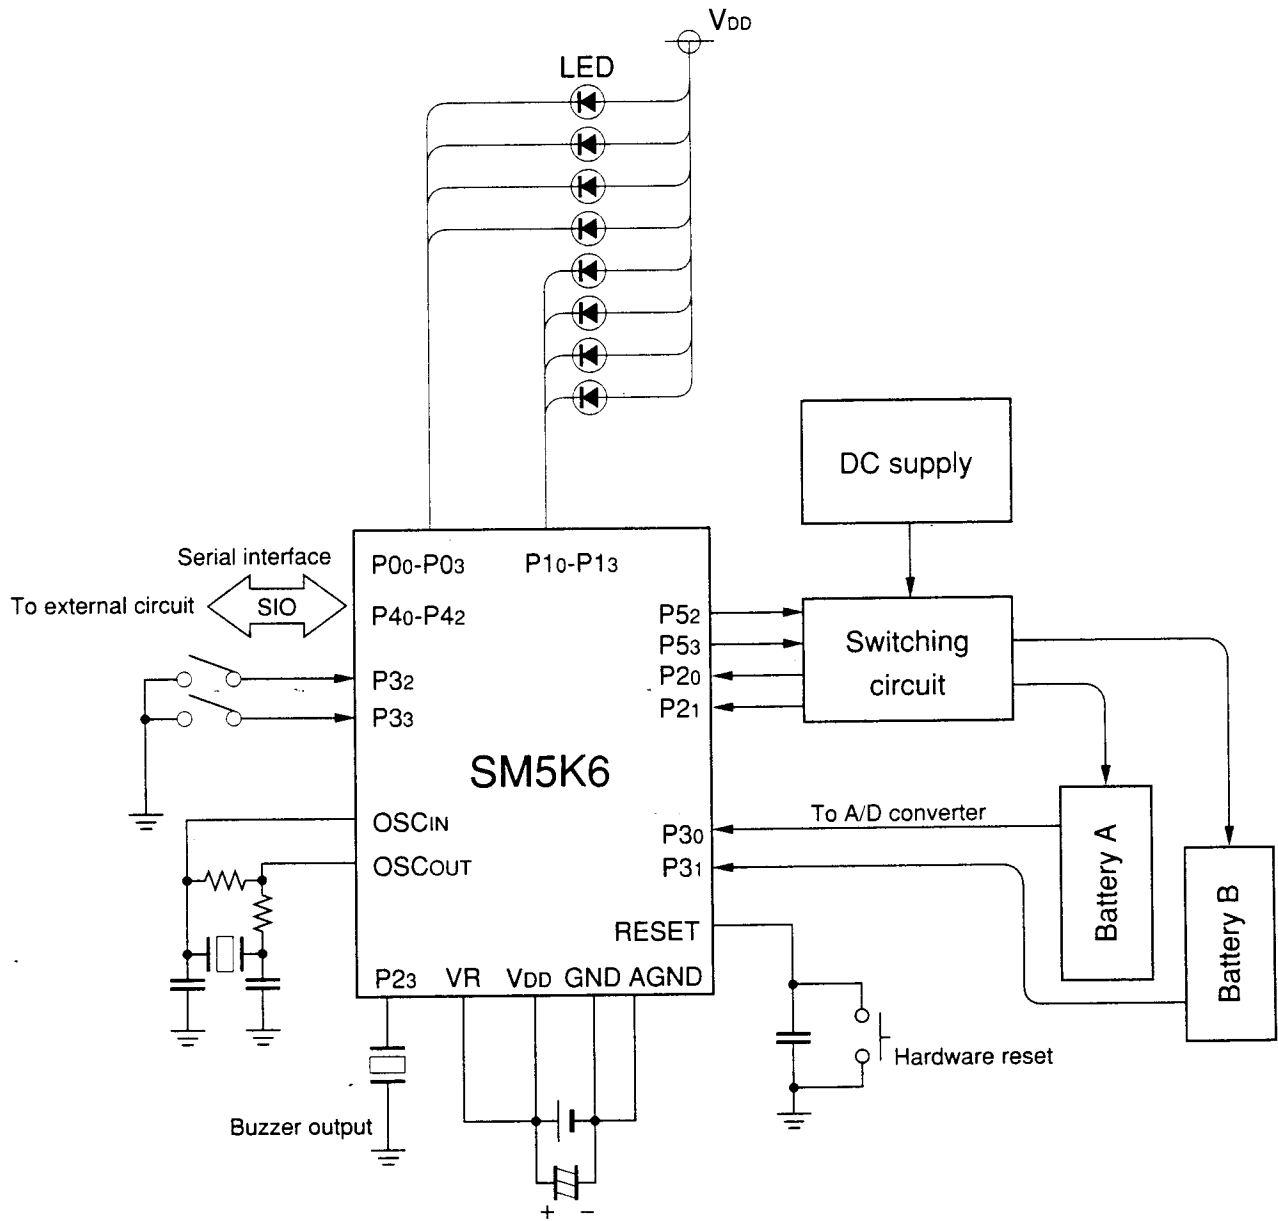 VDD
LED
DC supply
Serial interface
To external circuit
SIO
P00-P03
P10-P13
P40-P42
P52
P53
P20
P21
Switching
circuit
P32
P33
SM5K6
OSCIN
OSCOUT
To A/D converter
P30
P31
Battery A
Battery B
RESET
P23
VR
VDD
GND
AGND
Hardware reset
Buzzer output
+
−